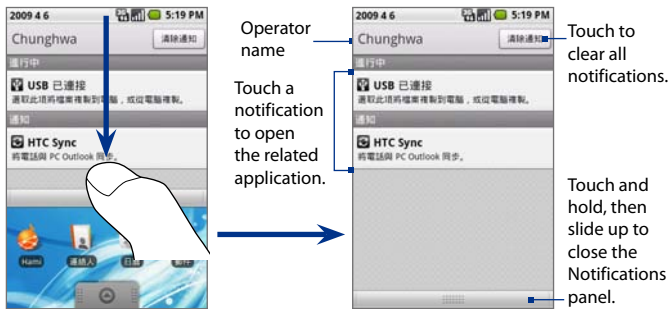 2009 4 6
3G
5:19 PM
Chunghwa
清除通知
進行中
USB 已連接
選取此項將檔案複製到電腦，或從電腦複製。
通知
HTC Sync
將電話與 PC Outlook 同步。
Hami
連絡人
日曆
郵件
Operator
name
Touch a
notification
to open
the related
application.
2009 4 6
3G
5:19 PM
Chunghwa
清除通知
進行中
USB 已連接
選取此項將檔案複製到電腦，或從電腦複製。
通知
HTC Sync
將電話與 PC Outlook 同步。
Touch to
clear all
notifications.
Touch and
hold, then
slide up to
close the
Notifications
panel.